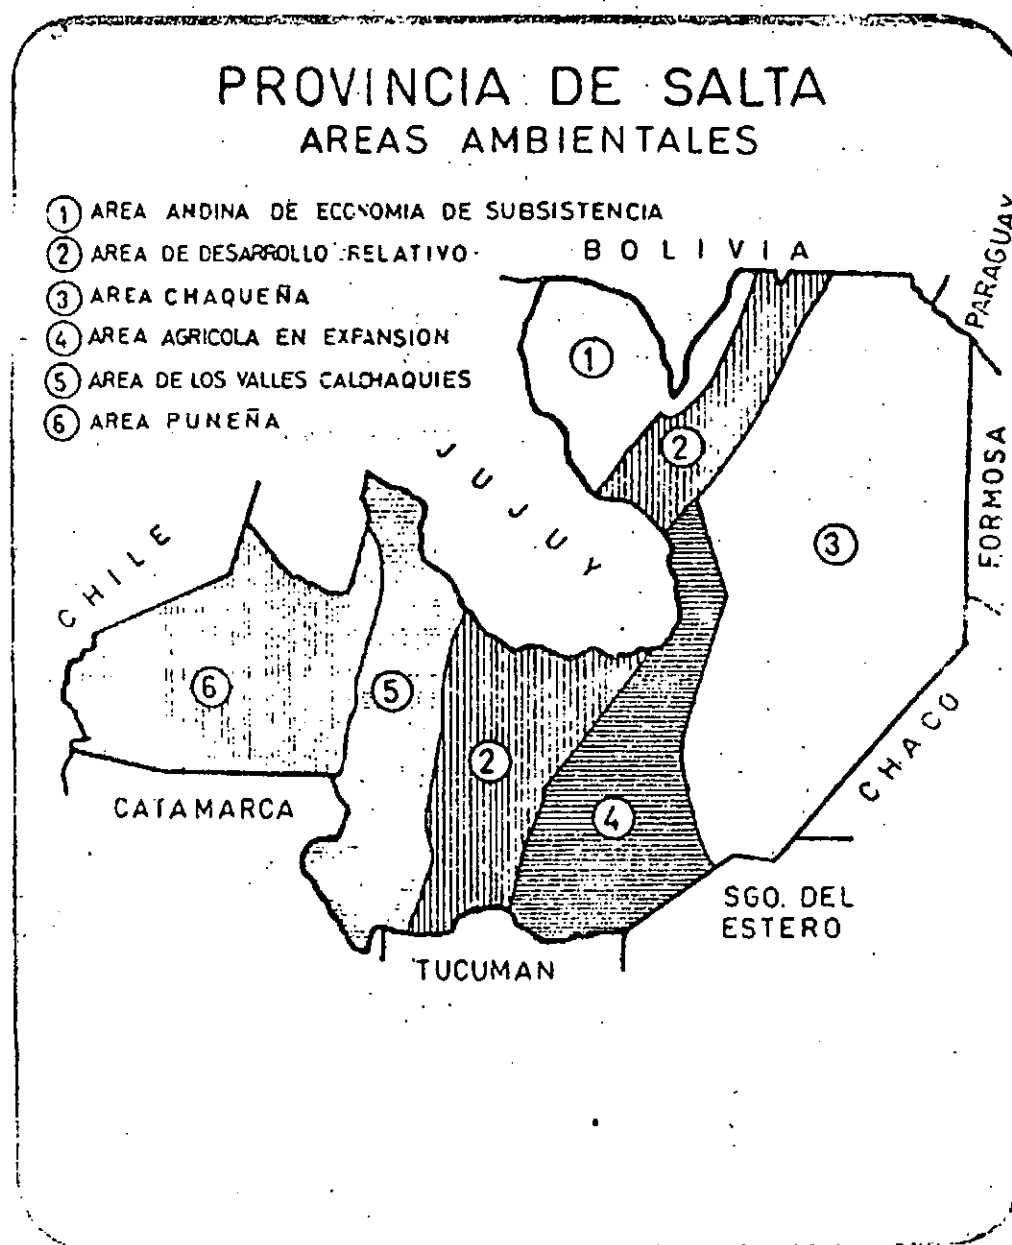 PROVINCIA DE SALTA
AREAS AMBIENTALES
1 AREA ANDINA DE ECONOMIA DE SUBSISTENCIA
2 AREA DE DESARROLLO RELATIVO
3 AREA CHAQUEÑA
4 AREA AGRICOLA EN EXPANSION
5 AREA DE LOS VALLES CALCHAQUIES
6 AREA PUNEÑA
BOLIVIA
PARAGUAY
1
2
JUJUY
FORMOSA
3
CHILE
6
5
2
4
CHACO
CATAMARCA
SGO. DEL
ESTERO
TUCUMAN